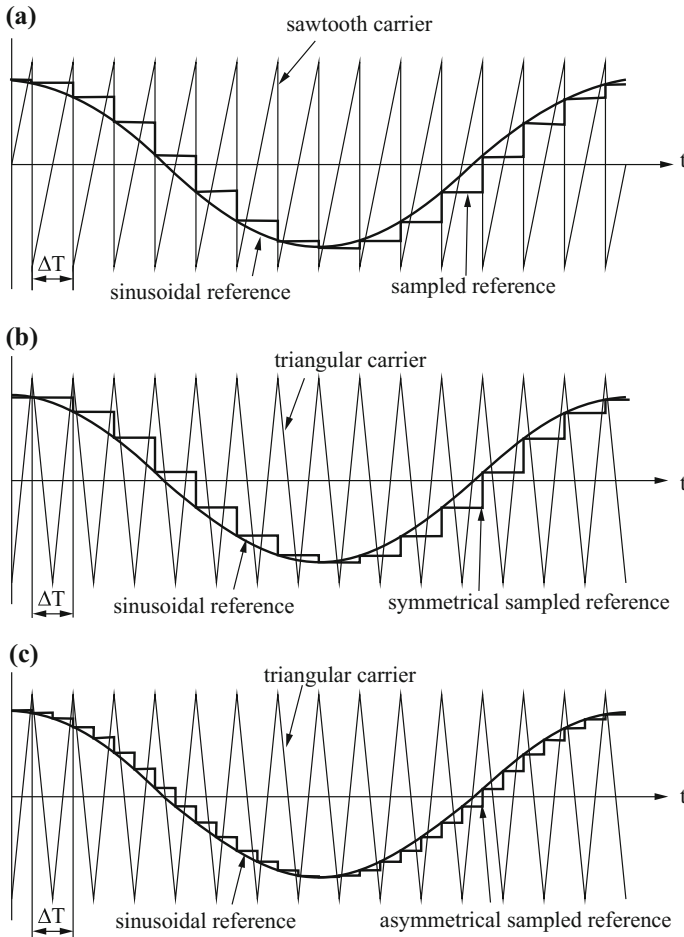 (a)
sawtooth carrier
t
ΔT
sinusoidal reference
sampled reference
(b)
triangular carrier
t
ΔT
sinusoidal reference
symmetrical sampled reference
(c)
triangular carrier
t
ΔT
sinusoidal reference
asymmetrical sampled reference